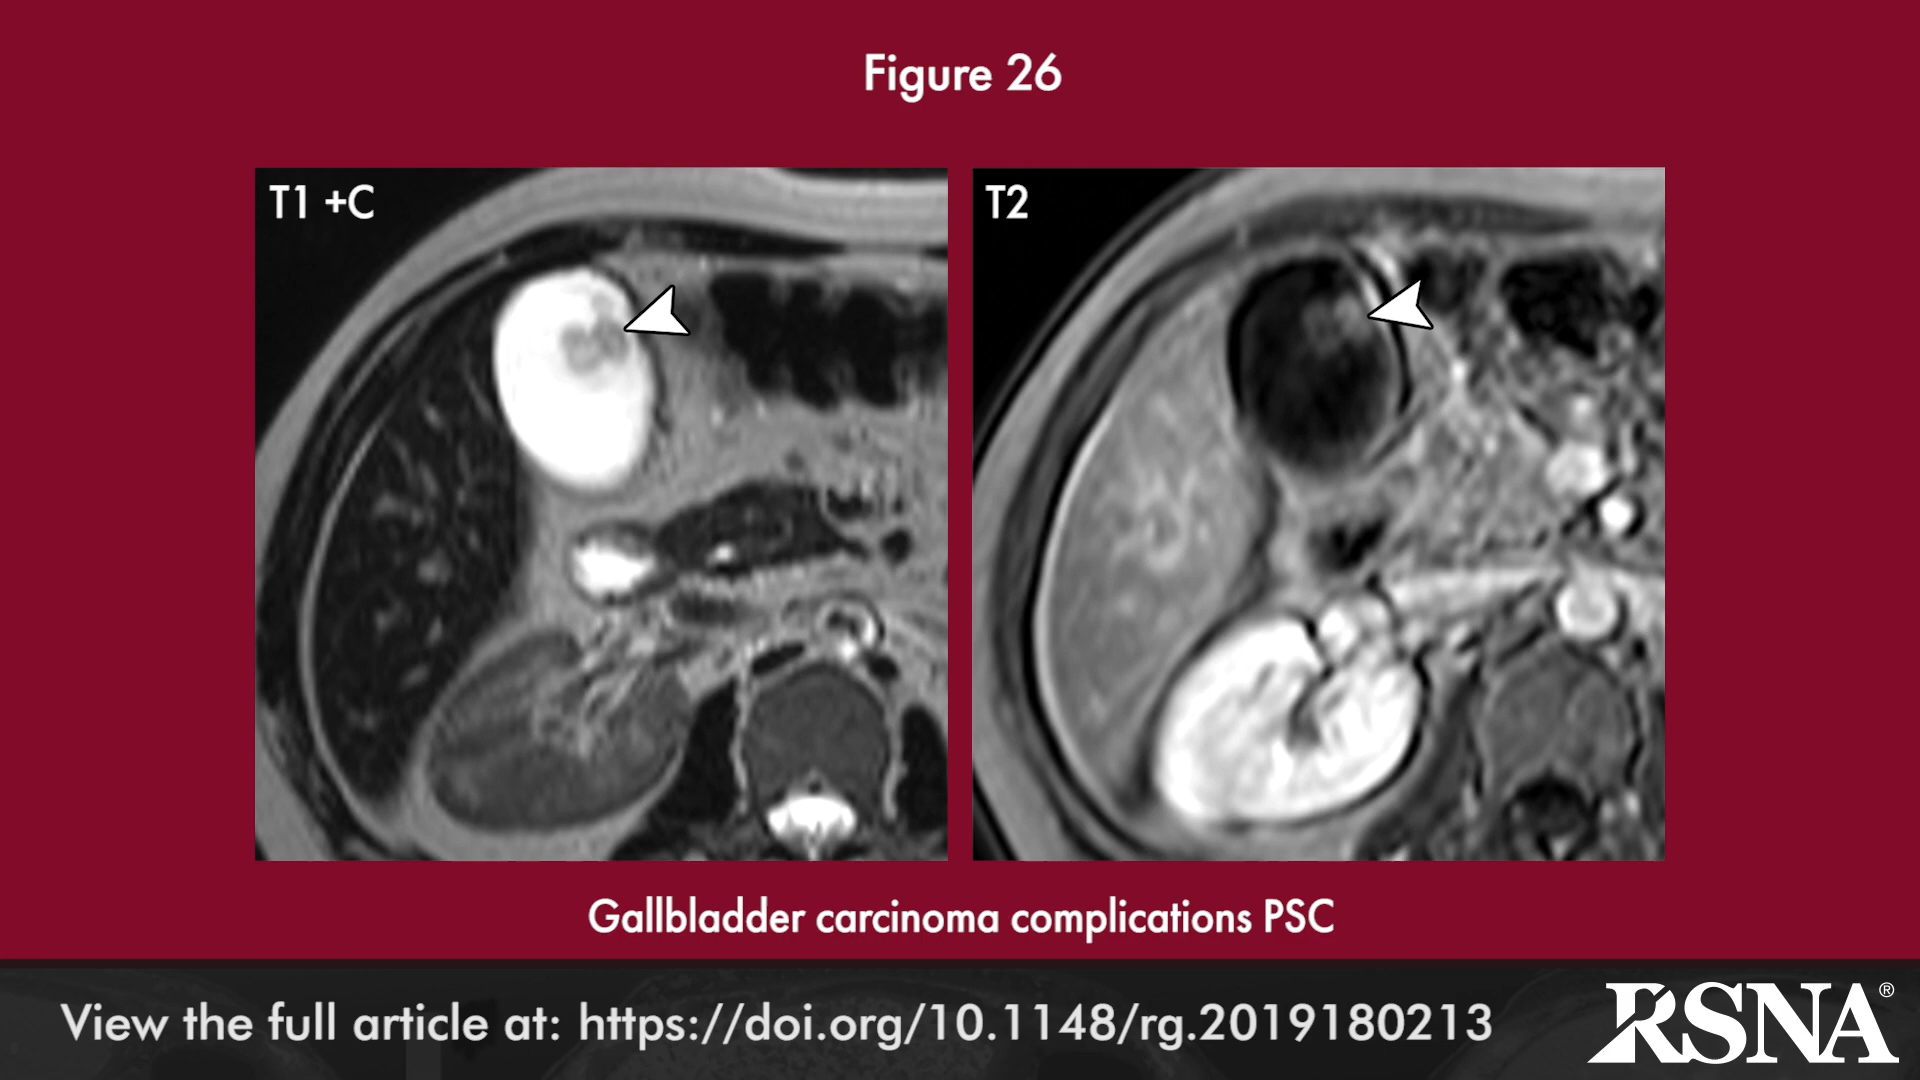 Figure 26
T1 +C
T2
Gallbladder carcinoma complications PSC
View the full article at: https://doi.org/10.1148/rg.2019180213
RSNA®